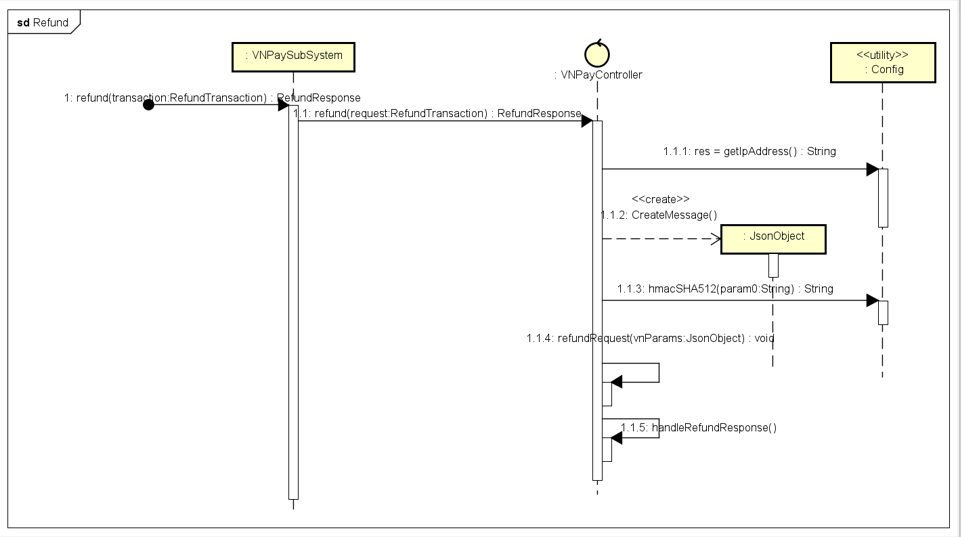 sd Refund
: VNPaySubSystem
: VNPayController
<<utility>>
: Config
1: refund(transaction:RefundTransaction) : RefundResponse
1.1: refund(request:RefundTransaction) : RefundResponse
1.1.1: res = getIpAddress() : String
<<create>>
1.1.2: CreateMessage()
: JsonObject
1.1.3: hmacSHA512(param0:String) : String
1.1.4: refundRequest(vnParams:JsonObject) : void
1.1.5: handleRefundResponse()